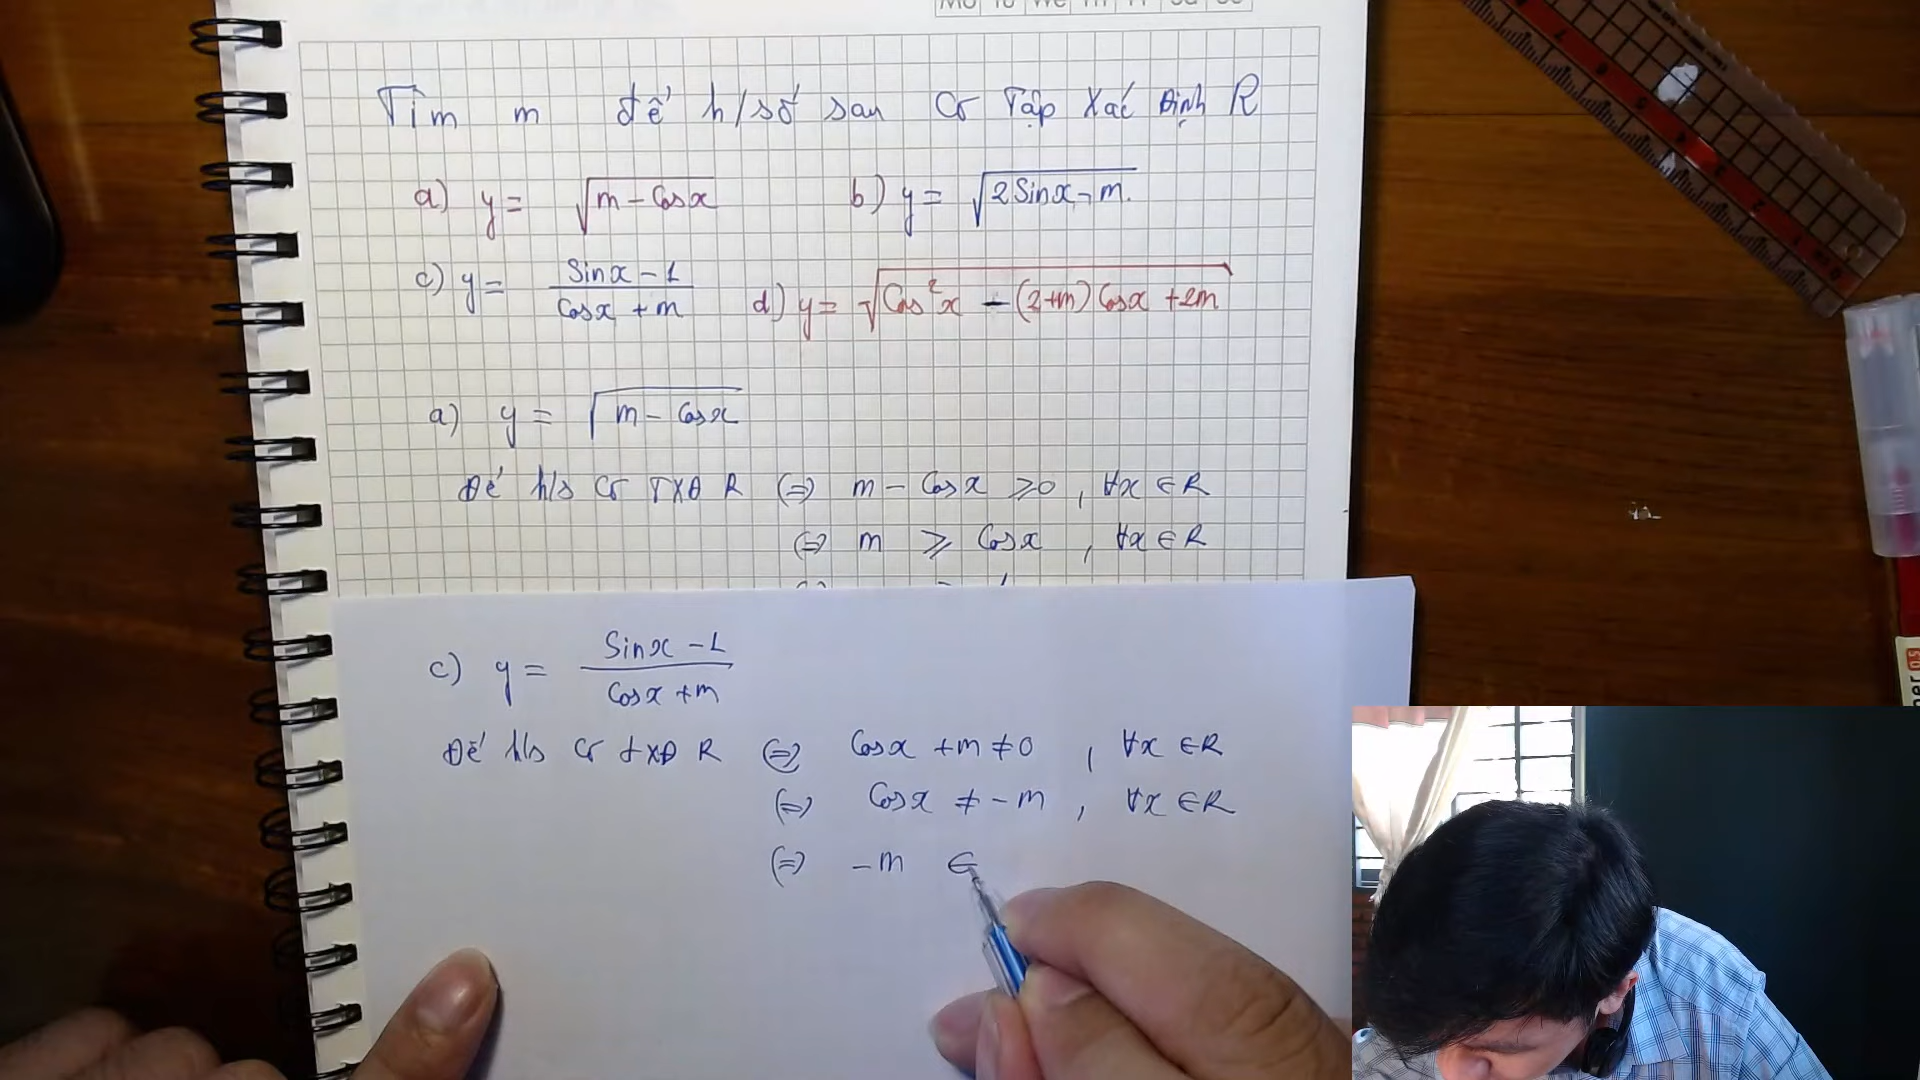 Tìm m để h/số sau có Tập Xác Định R
a) y = √(m - Cosx) b) y = √(2Sinx - m)
c) y = (Sinx - 1)/(Cosx + m) d) y = √(Cos²x - (2+m)Cosx + 2m)
a) y = √(m - Cosx)
Để h/s có TXĐ R ⇔ m - Cosx ≥ 0, ∀x ∈ R
⇔ m ≥ Cosx, ∀x ∈ R
c) y = (Sinx - 1)/(Cosx + m)
Để h/s có TXĐ R ⇔ Cosx + m ≠ 0, ∀x ∈ R
⇔ Cosx ≠ -m, ∀x ∈ R
⇔ -m ∈